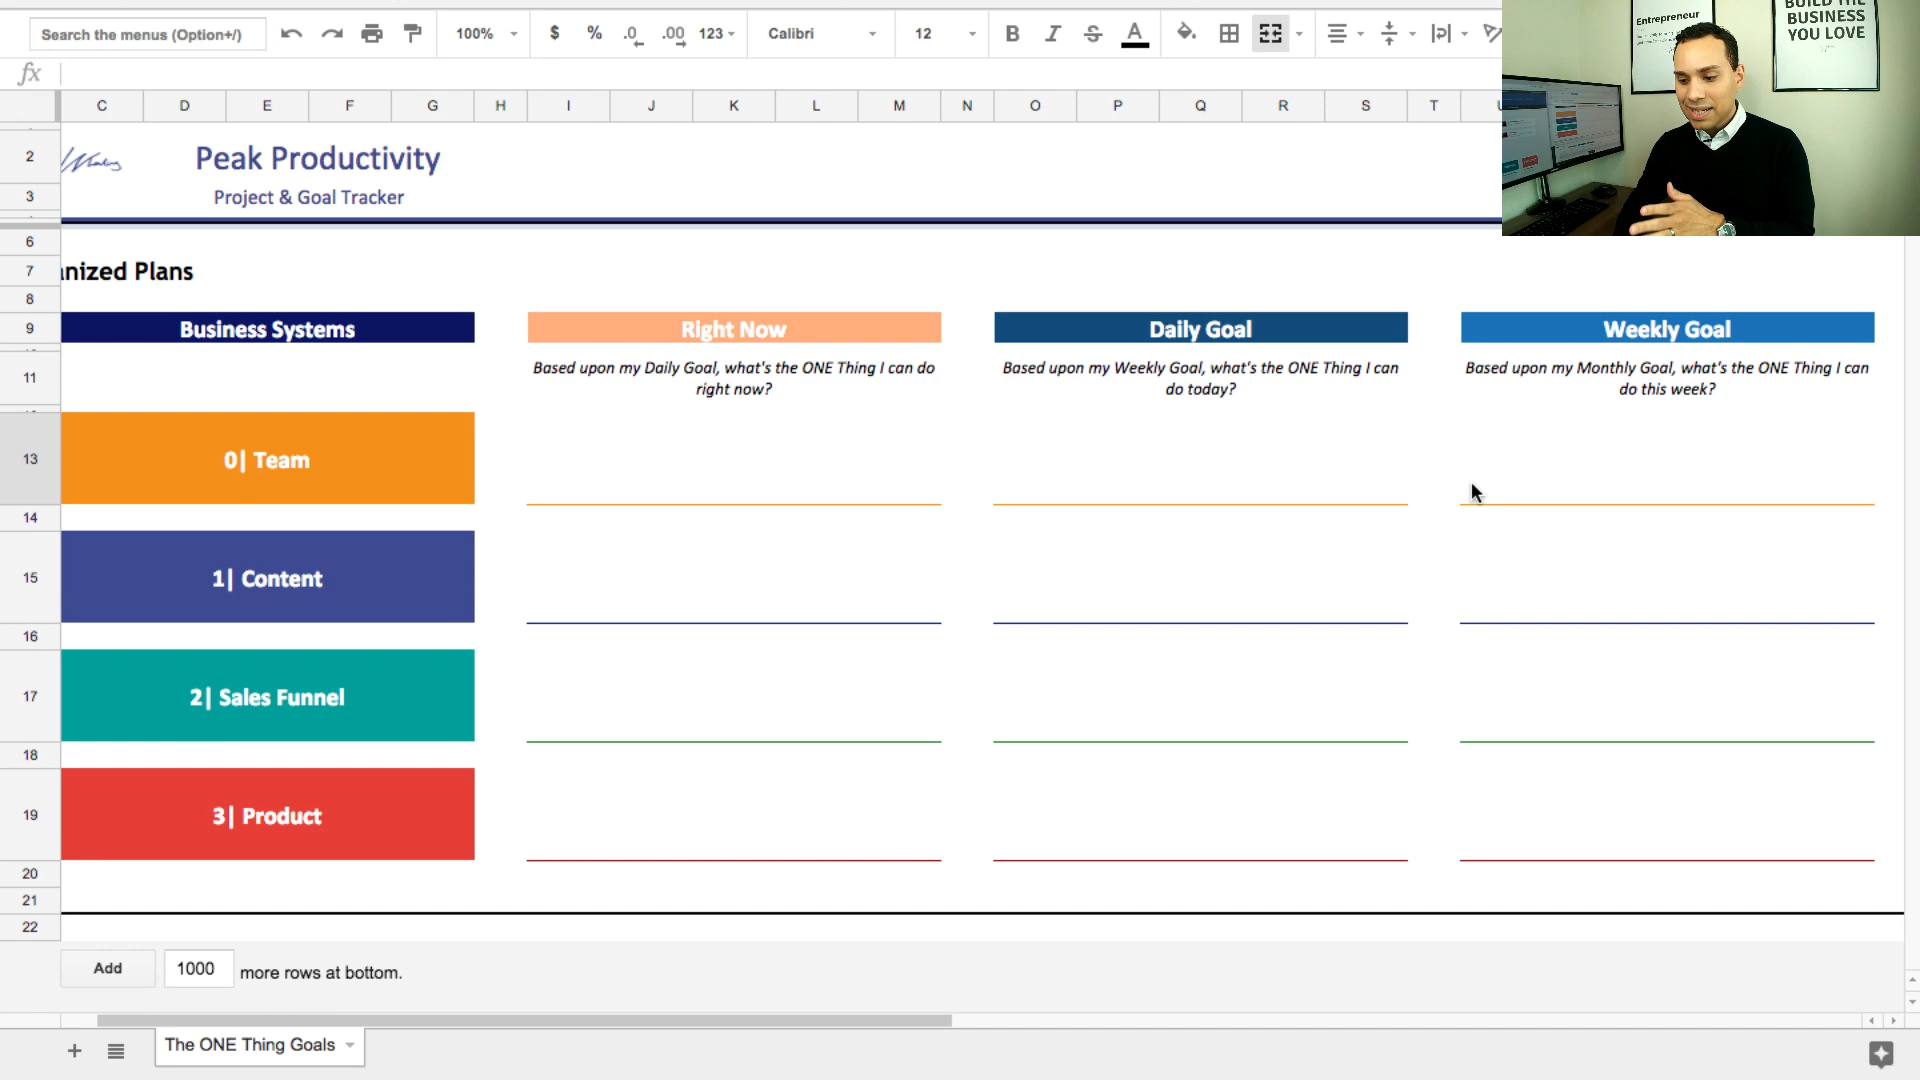 Search the menus (Option+/)
100%
$
%
.0
.00
123
Calibri
12
B
I
S
A
Entrepreneur
BUILD THE
BUSINESS
YOU LOVE
fx
C D E F G H I J K L M N O P Q R S T
2
Peak Productivity
3
Project & Goal Tracker
6
7
anized Plans
8
9
Business Systems
Right Now
Daily Goal
Weekly Goal
11
Based upon my Daily Goal, what's the ONE Thing I can do
right now?
Based upon my Weekly Goal, what's the ONE Thing I can
do today?
Based upon my Monthly Goal, what's the ONE Thing I can
do this week?
13
0| Team
14
15
1| Content
16
17
2| Sales Funnel
18
19
3| Product
20
21
22
Add
1000
more rows at bottom.
The ONE Thing Goals